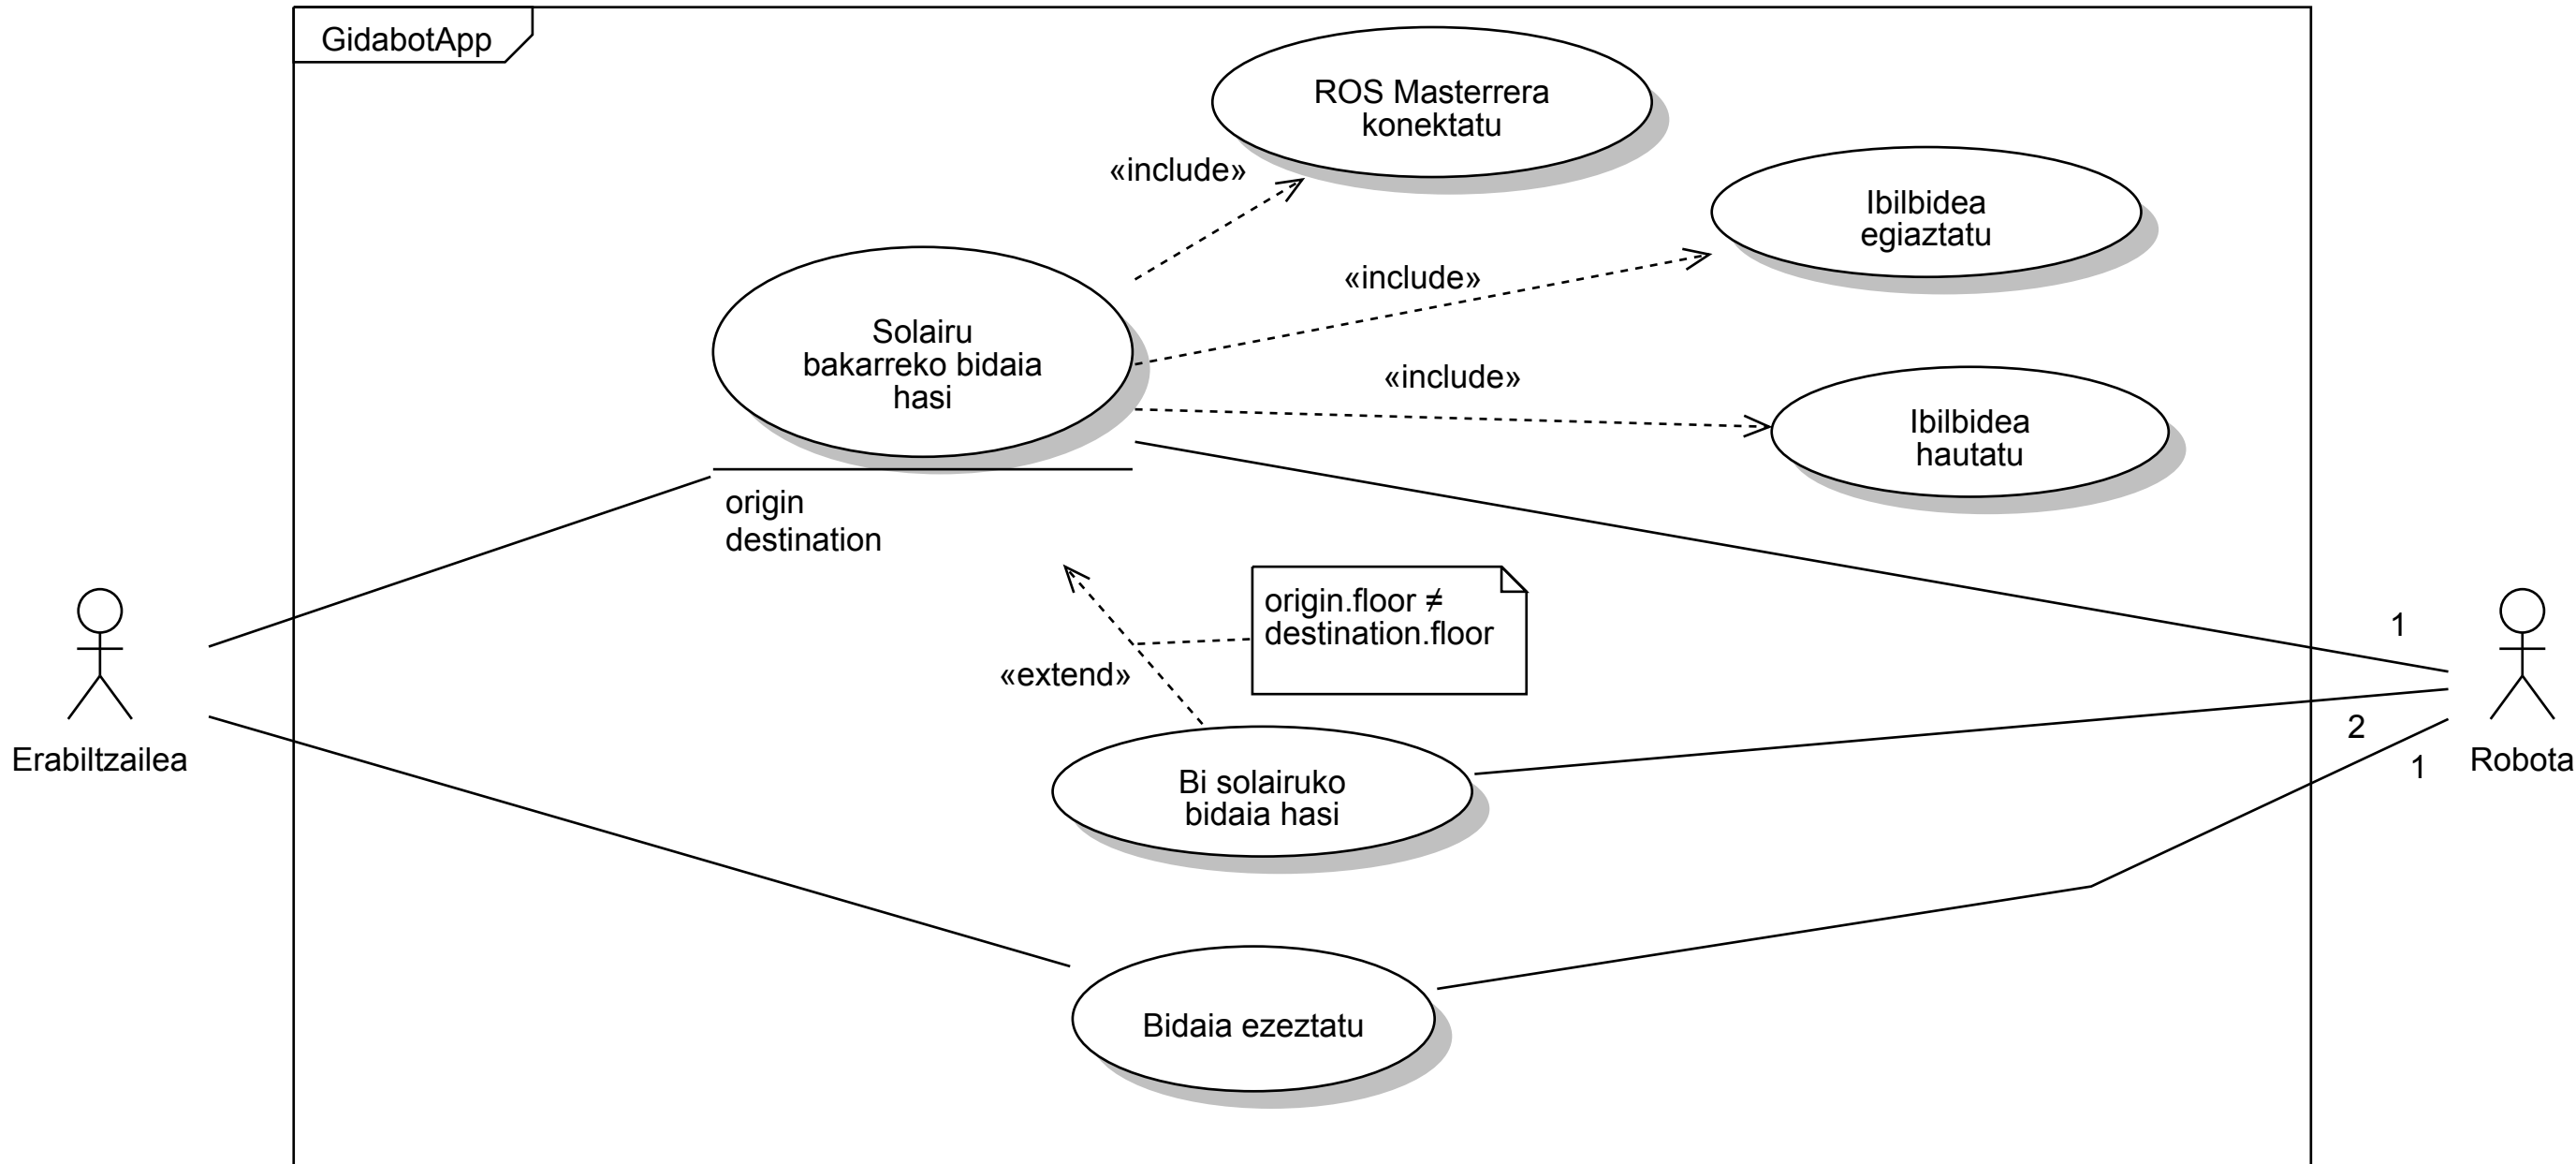 GidabotApp
ROS Masterrera
konektatu
«include»
Ibilbidea
egiaztatu
«include»
Solairu
bakarreko bidaia
hasi
«include»
Ibilbidea
hautatu
origin
destination
origin.floor ≠
destination.floor
1
«extend»
2
Erabiltzailea
1
Robota
Bi solairuko
bidaia hasi
Bidaia ezeztatu